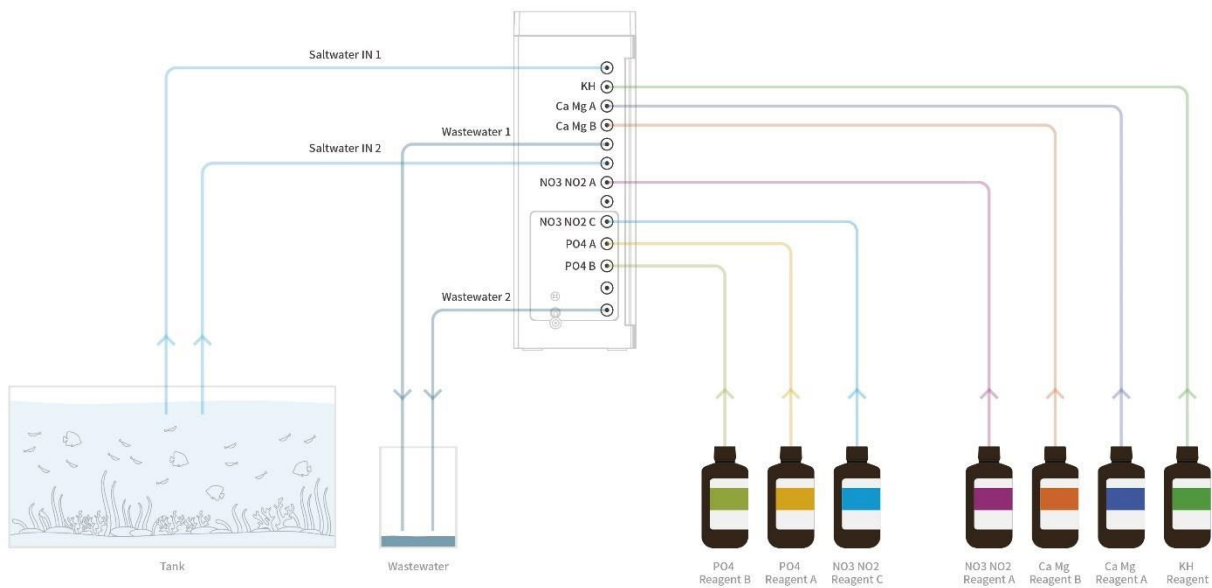 Saltwater IN 1
KH
Ca Mg A
Ca Mg B
Wastewater 1
Saltwater IN 2
NO3 NO2 A
NO3 NO2 C
PO4 A
PO4 B
Wastewater 2
Tank
Wastewater
PO4
Reagent B
PO4
Reagent A
NO3 NO2
Reagent C
NO3 NO2
Reagent A
Ca Mg
Reagent B
Ca Mg
Reagent A
KH
Reagent